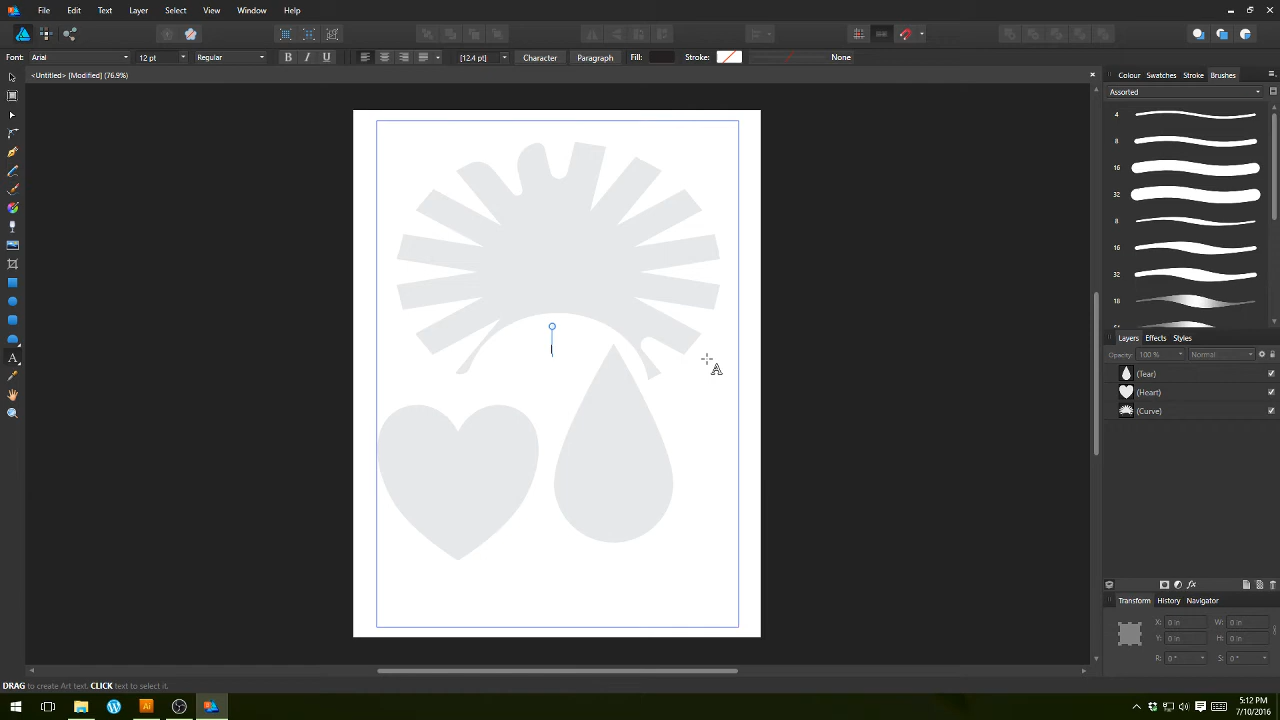 File Edit Text Layer Select View Window Help
Font: Arial 12 pt Regular B I U [12.4 pt] Character Paragraph Fill: Stroke: None
<Untitled> [Modified] (76.9%)
Colour Swatches Stroke Brushes
Assorted
4
8
16
32
8
16
32
18
Layers Effects Styles
Opacity: 100 % Normal
(Tear)
(Heart)
(Curve)
fx
Transform History Navigator
X: 0 in W: 0 in
Y: 0 in H: 0 in
R: 0 ° S: 0 °
DRAG to create Art text. CLICK text to select it.
Ai
5:12 PM
7/10/2016